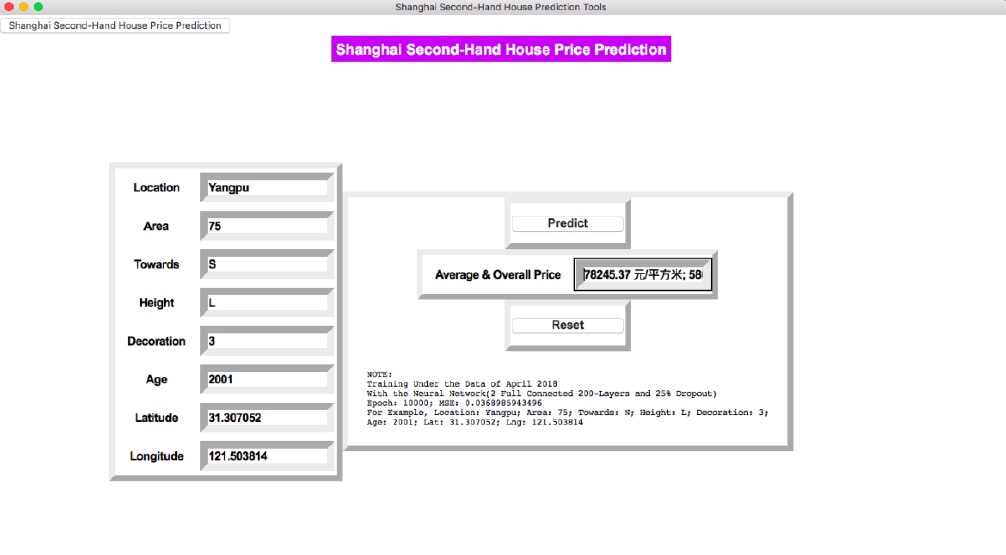 Shanghai Second-Hand House Prediction Tools
Shanghai Second-Hand House Price Prediction
Shanghai Second-Hand House Price Prediction
Location Yangpu
Area 75
Towards S
Height L
Decoration 3
Age 2001
Latitude 31.307052
Longitude 121.503814
Predict
Average & Overall Price 78245.37 元/平方米; 58
Reset
NOTE:
Training Under the Data of April 2018
With the Neural Network(2 Full Connected 200-Layers and 25% Dropout)
Epoch: 10000; MSE: 0.0368985943496
For Example, Location: Yangpu; Area: 75; Towards: N; Height: L; Decoration: 3;
Age: 2001; Lat: 31.307052; Lng: 121.503814